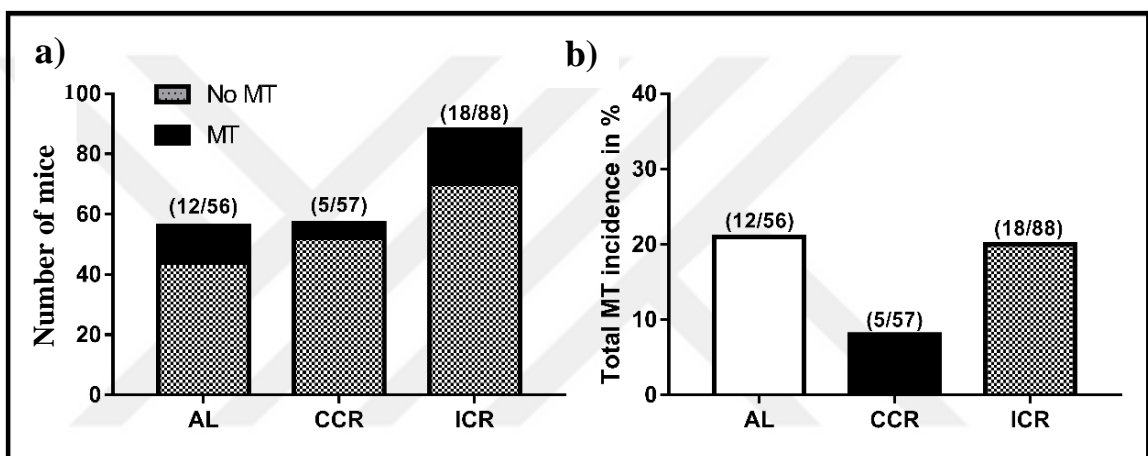 a)
Number of mice
100
80
60
40
20
0
No MT
MT
(12/56)
(5/57)
(18/88)
AL
CCR
ICR
b)
Total MT incidence in %
40
30
20
10
0
(12/56)
(5/57)
(18/88)
AL
CCR
ICR